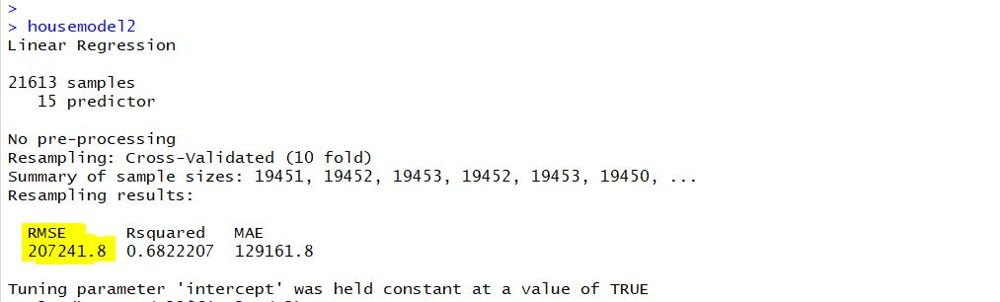 >
> housemodel2
Linear Regression

21613 samples
   15 predictor

No pre-processing
Resampling: Cross-Validated (10 fold)
Summary of sample sizes: 19451, 19452, 19453, 19452, 19453, 19450, ...
Resampling results:

  RMSE      Rsquared   MAE
  207241.8  0.6822207  129161.8

Tuning parameter 'intercept' was held constant at a value of TRUE